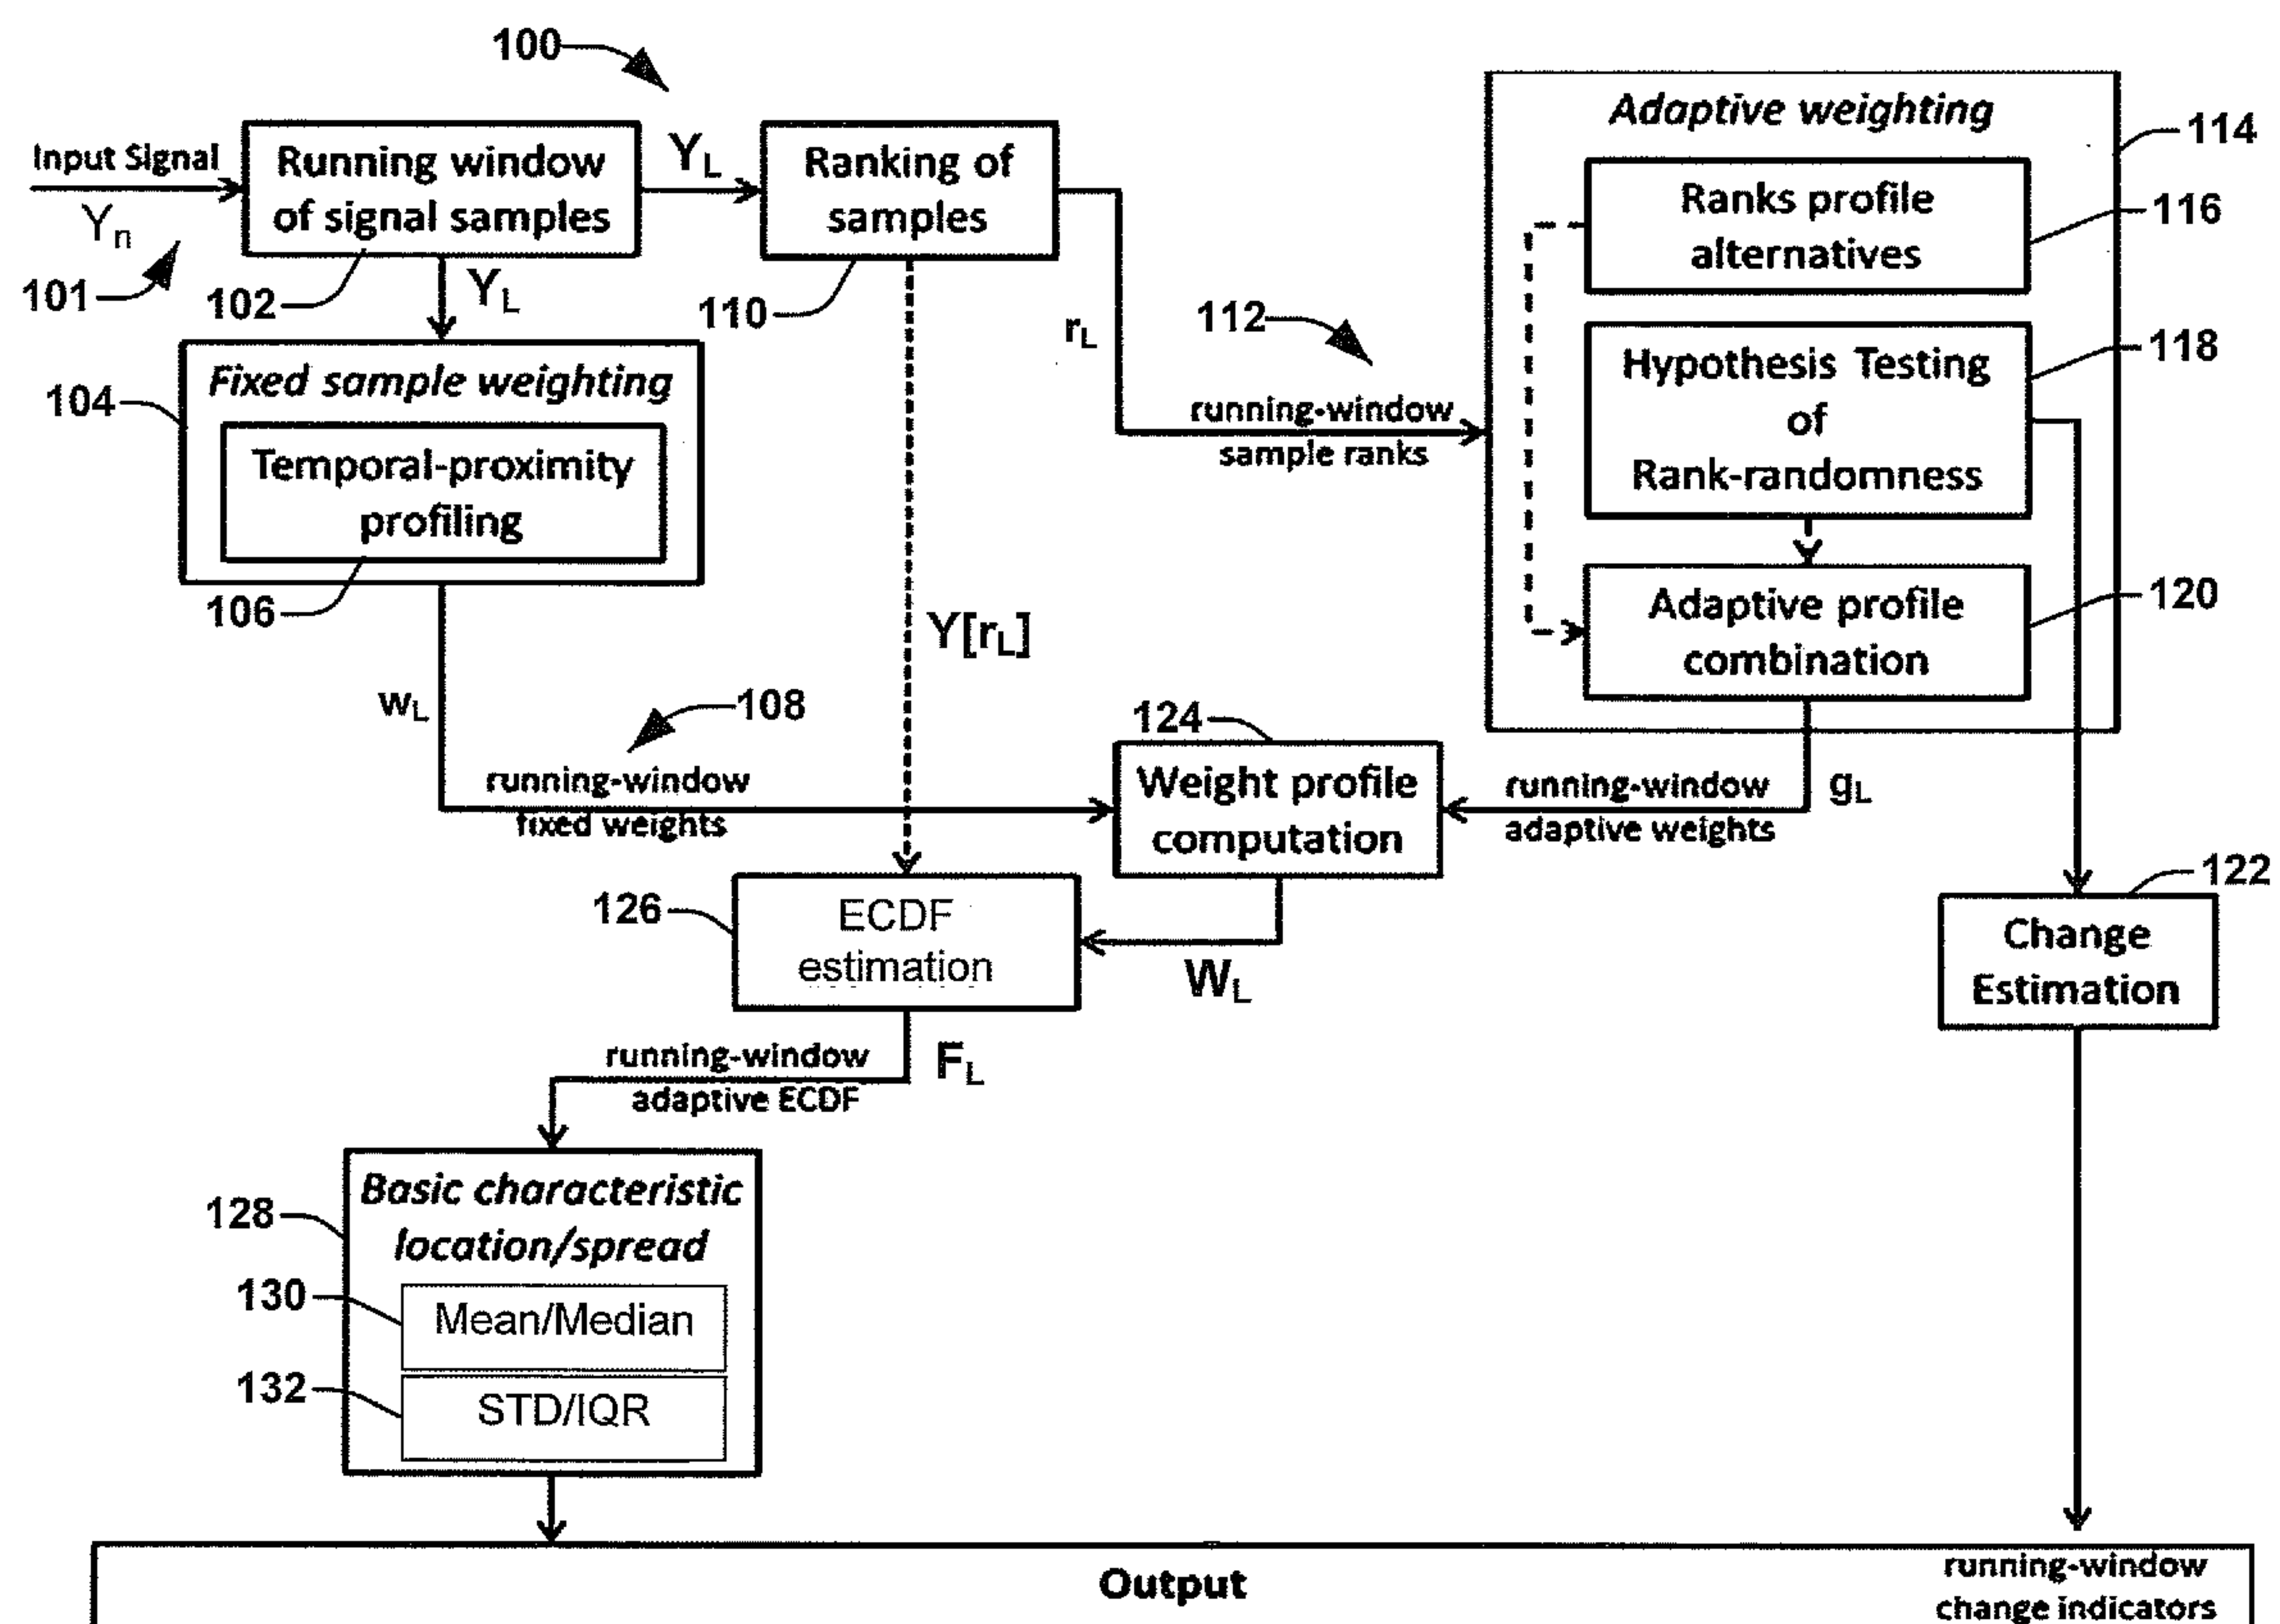 100
Input Signal
Yn
101
Running window
of signal samples
102
YL
Ranking of
samples
110
YL
Fixed sample weighting
104
Temporal-proximity
profiling
106
rL
112
running-window
sample ranks
Adaptive weighting
114
Ranks profile
alternatives
116
Hypothesis Testing
of
Rank-randomness
118
Adaptive profile
combination
120
Y[rL]
wL
108
running-window
fixed weights
124
Weight profile
computation
running-window
adaptive weights
gL
122
Change
Estimation
126
ECDF
estimation
WL
running-window
adaptive ECDF
FL
Basic characteristic
location/spread
128
130
Mean/Median
132
STD/IQR
Output
running-window
change indicators